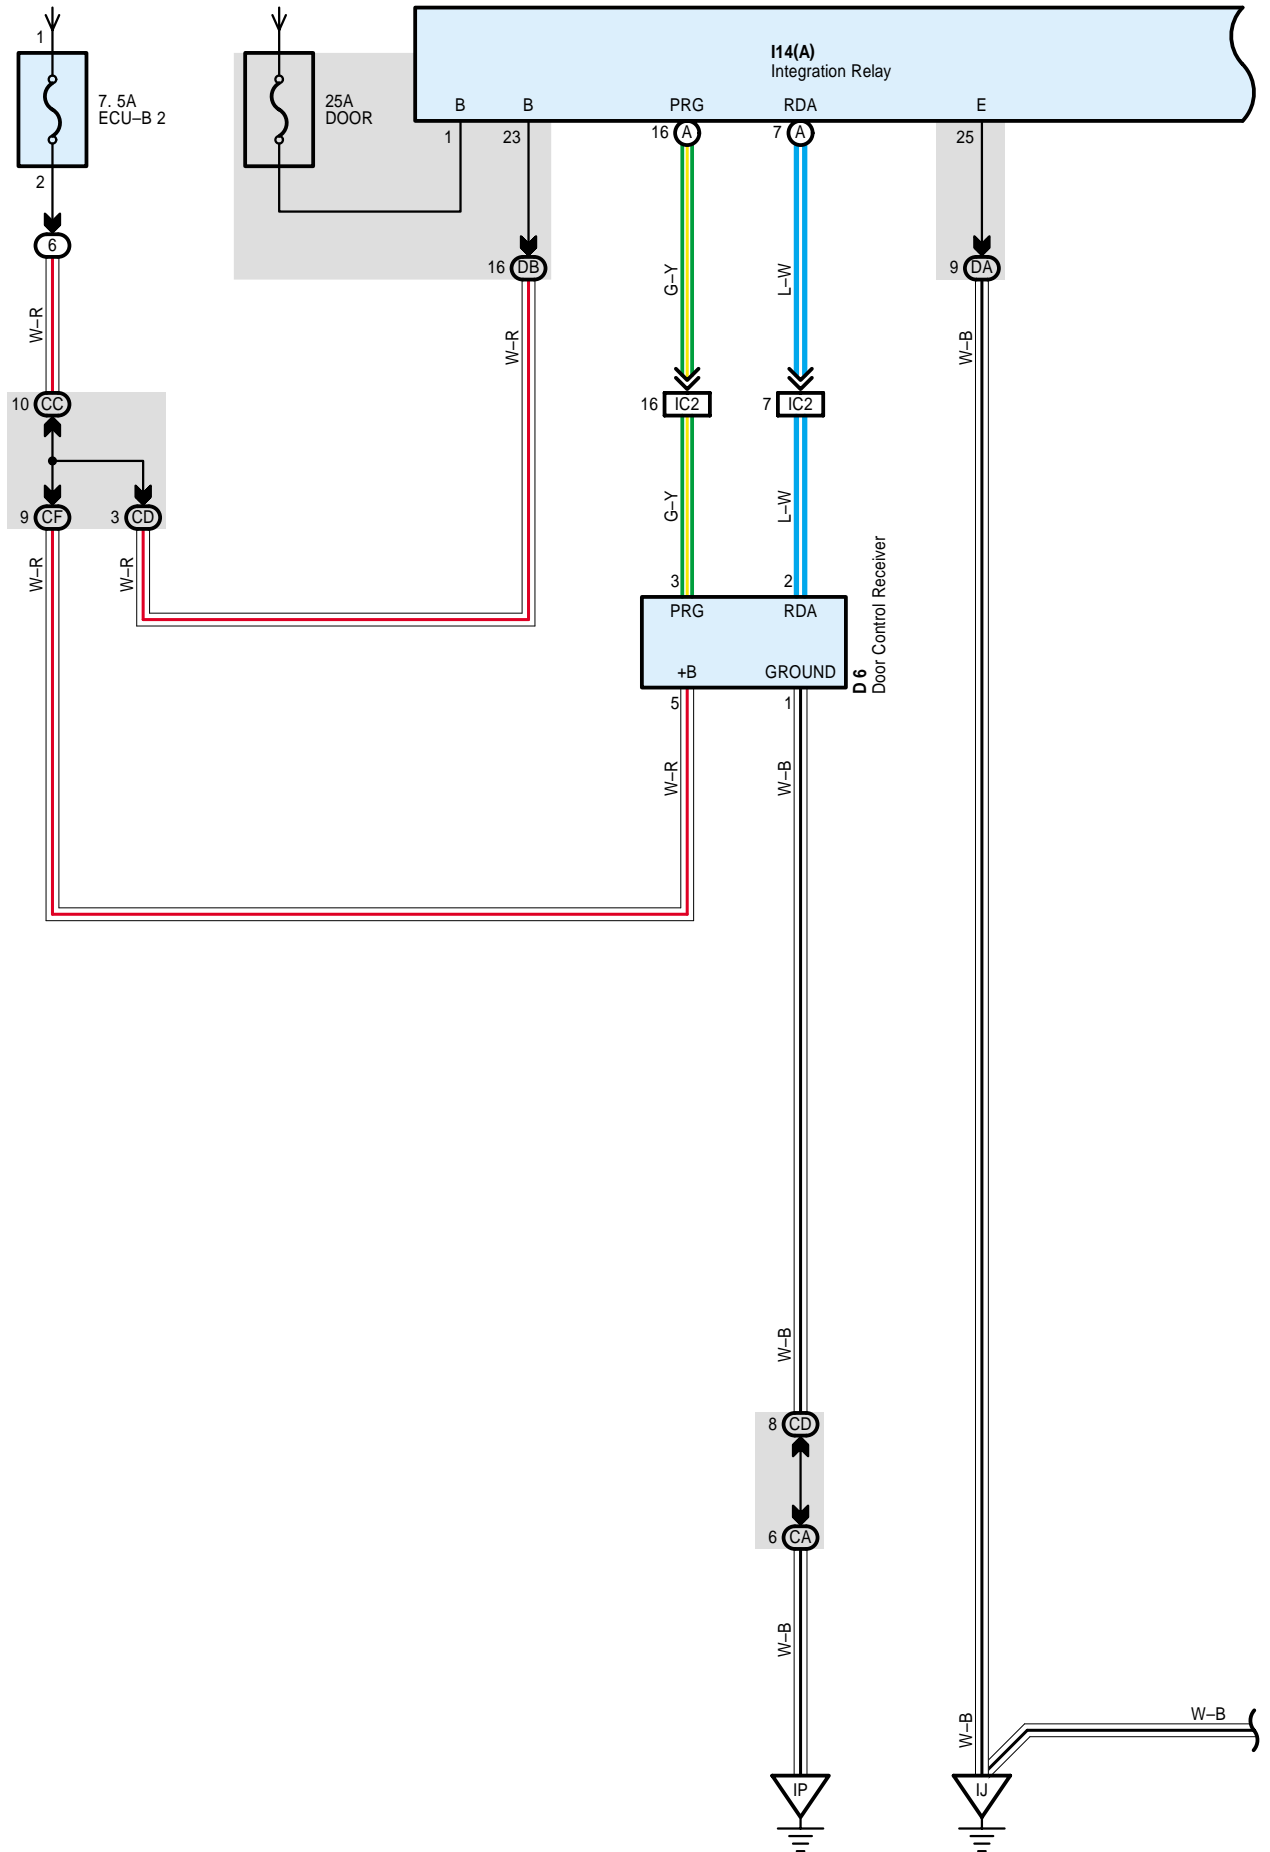 I14(A)
Integration Relay
1
7. 5A
ECU–B 2
2
6
25A
DOOR
B
B
PRG
RDA
E
1
23
16
A
7
A
25
16
DB
9
DA
W–R
W–R
G–Y
L–W
W–B
10
CC
16
IC2
7
IC2
9
CF
3
CD
G–Y
L–W
W–R
W–R
3
2
PRG
RDA
+B
GROUND
D 6
Door Control Receiver
5
1
W–R
W–B
W–B
8
CD
6
CA
W–B
W–B
W–B
IP
IJ